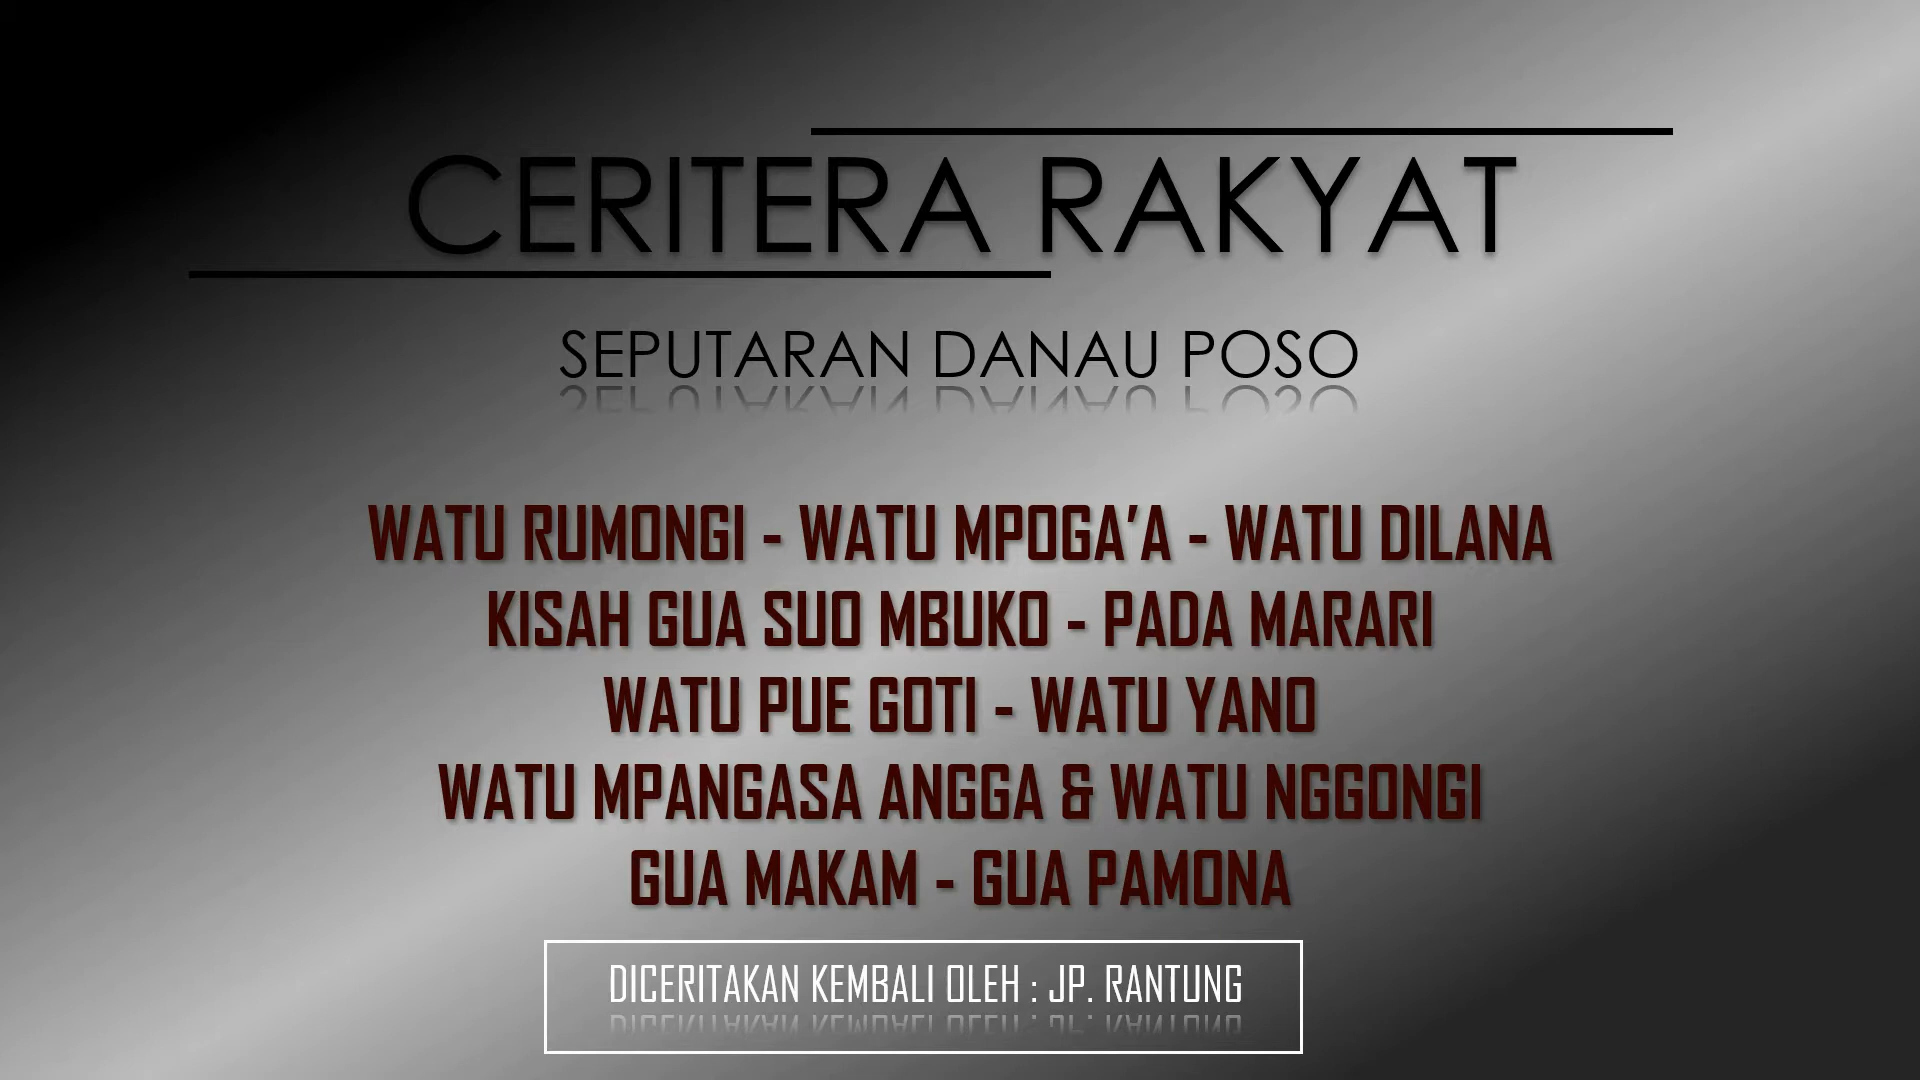 CERITERA RAKYAT
SEPUTARAN DANAU POSO
WATU RUMONGI - WATU MPOGA’A - WATU DILANA
KISAH GUA SUO MBUKO - PADA MARARI
WATU PUE GOTI - WATU YANO
WATU MPANGASA ANGGA & WATU NGGONGI
GUA MAKAM - GUA PAMONA
DICERITAKAN KEMBALI OLEH : JP. RANTUNG